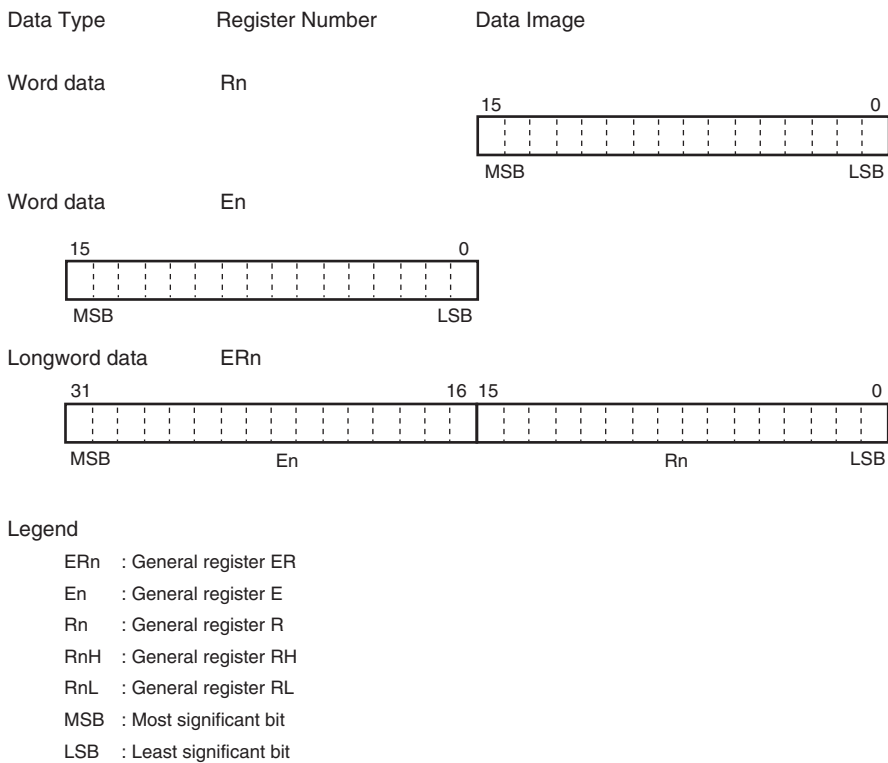 Data Type Register Number Data Image
Word data Rn
15 0
MSB LSB
Word data En
15 0
MSB LSB
Longword data ERn
31 16 15 0
MSB En Rn LSB
Legend
ERn : General register ER
En : General register E
Rn : General register R
RnH : General register RH
RnL : General register RL
MSB : Most significant bit
LSB : Least significant bit